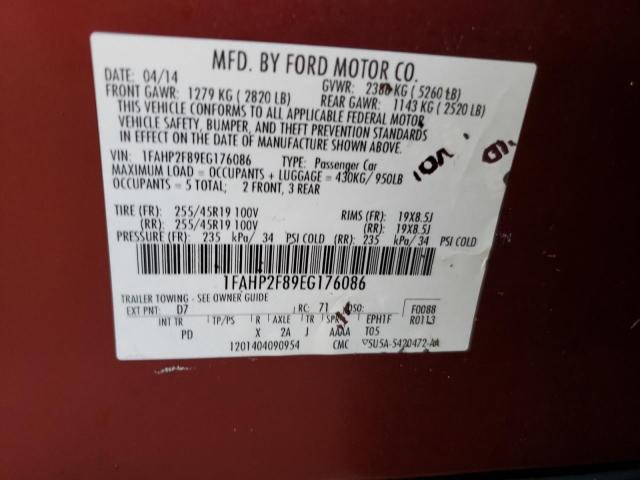 MFD. BY FORD MOTOR CO.
DATE: 04/14
GVWR: 2386 KG ( 5260 LB)
FRONT GAWR: 1279 KG ( 2820 LB)
REAR GAWR: 1143 KG ( 2520 LB)
THIS VEHICLE CONFORMS TO ALL APPLICABLE FEDERAL MOTOR
VEHICLE SAFETY, BUMPER, AND THEFT PREVENTION STANDARDS
IN EFFECT ON THE DATE OF MANUFACTURE SHOWN ABOVE.
VIN: 1FAHP2F89EG176086
TYPE: Passenger Car
MAXIMUM LOAD = OCCUPANTS + LUGGAGE = 430KG/ 950LB
OCCUPANTS = 5 TOTAL; 2 FRONT, 3 REAR
TIRE (FR): 255/45R19 100V
RIMS (FR): 19X8.5J
(RR): 255/45R19 100V
(RR): 19X8.5J
PRESSURE (FR): 235 kPa/ 34 PSI COLD (RR): 235 kPa/ 34 PSI COLD
1FAHP2F89EG176086
TRAILER TOWING - SEE OWNER GUIDE
EXT PNT: D7 RC: 71 DSO: F0088
INT TR TP/PS R AXLE TR SPR EPH1F R01L3
PD X 2A J AAAA T05
1201404090954 CMC